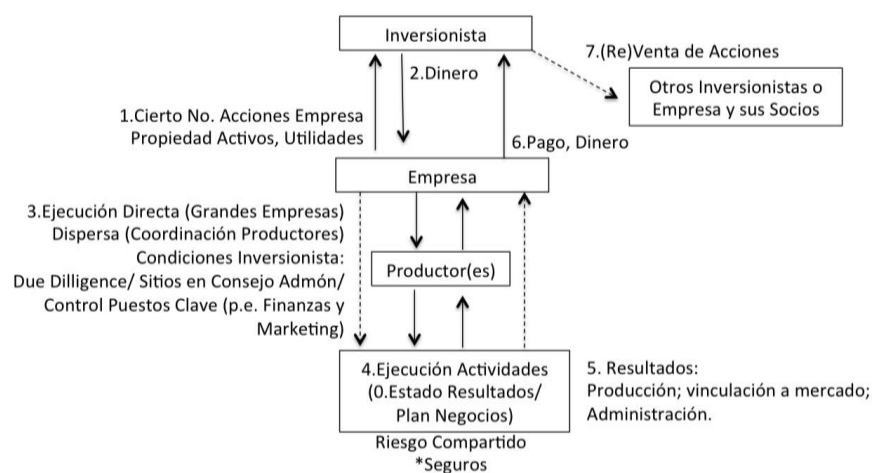 Inversionista
7.(Re)Venta de Acciones
2.Dinero
Otros Inversionistas o
Empresa y sus Socios
1.Cierto No. Acciones Empresa
Propiedad Activos, Utilidades
6.Pago, Dinero
Empresa
3.Ejecución Directa (Grandes Empresas)
Dispersa (Coordinación Productores)
Condiciones Inversionista:
Due Dilligence/ Sitios en Consejo Admón/
Control Puestos Clave (p.e. Finanzas y
Marketing)
Productor(es)
4.Ejecución Actividades
(0.Estado Resultados/
Plan Negocios)
5. Resultados:
Producción; vinculación a mercado;
Administración.
Riesgo Compartido
*Seguros